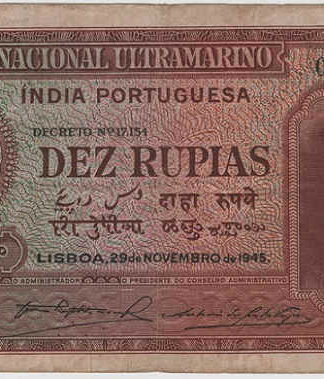 NACIONAL ULTRAMARINO
ÍNDIA PORTUGUESA
DECRETO Nº 17.154
DEZ RUPIAS
दाहा रुपये
LISBOA, 29 de NOVEMBRO de 1945.
O ADMINISTRADOR O PRESIDENTE DO CONSELHO ADMINISTRATIVO